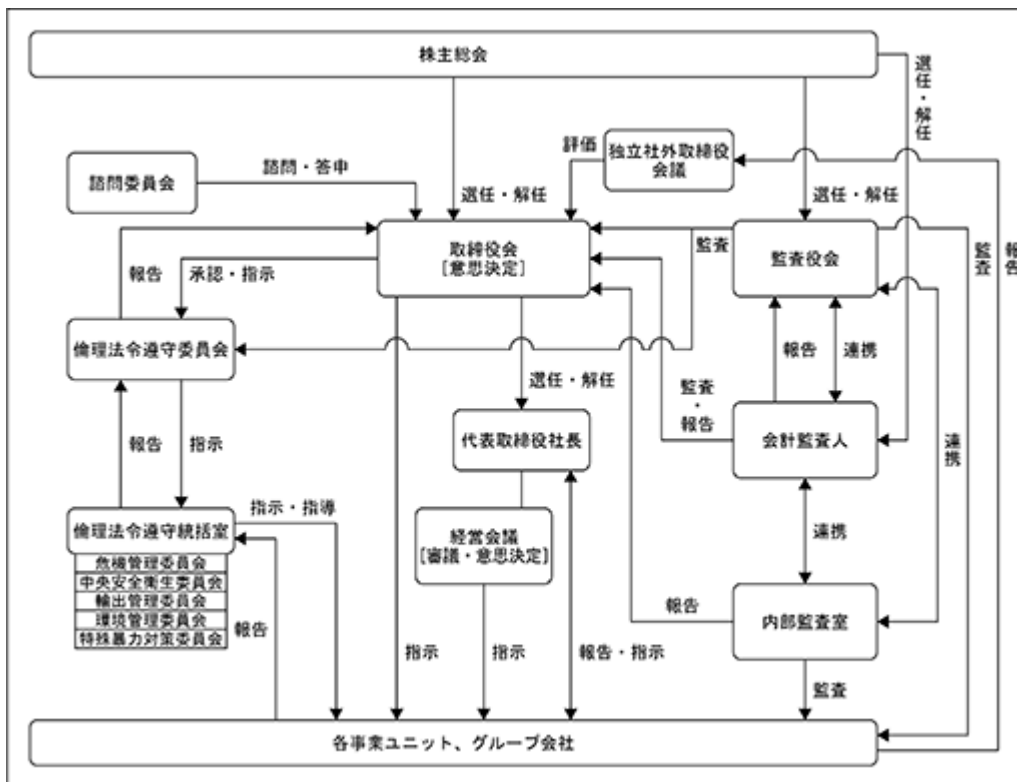 株主総会
選任・解任
評価
独立社外取締役
会議
諮問委員会
諮問・答申
選任・解任
選任・解任
取締役会
[意思決定]
監査
監査役会
監査
報告
報告
承認・指示
倫理法令遵守委員会
報告
連携
選任・解任
監査・報告
代表取締役社長
会計監査人
連携
報告
指示
指示・指導
倫理法令遵守統括室
経営会議
[審議・意思決定]
連携
危機管理委員会
中央安全衛生委員会
輸出管理委員会
環境管理委員会
特殊暴力対策委員会
報告
報告
内部監査室
指示
指示
報告・指示
監査
各事業ユニット、グループ会社